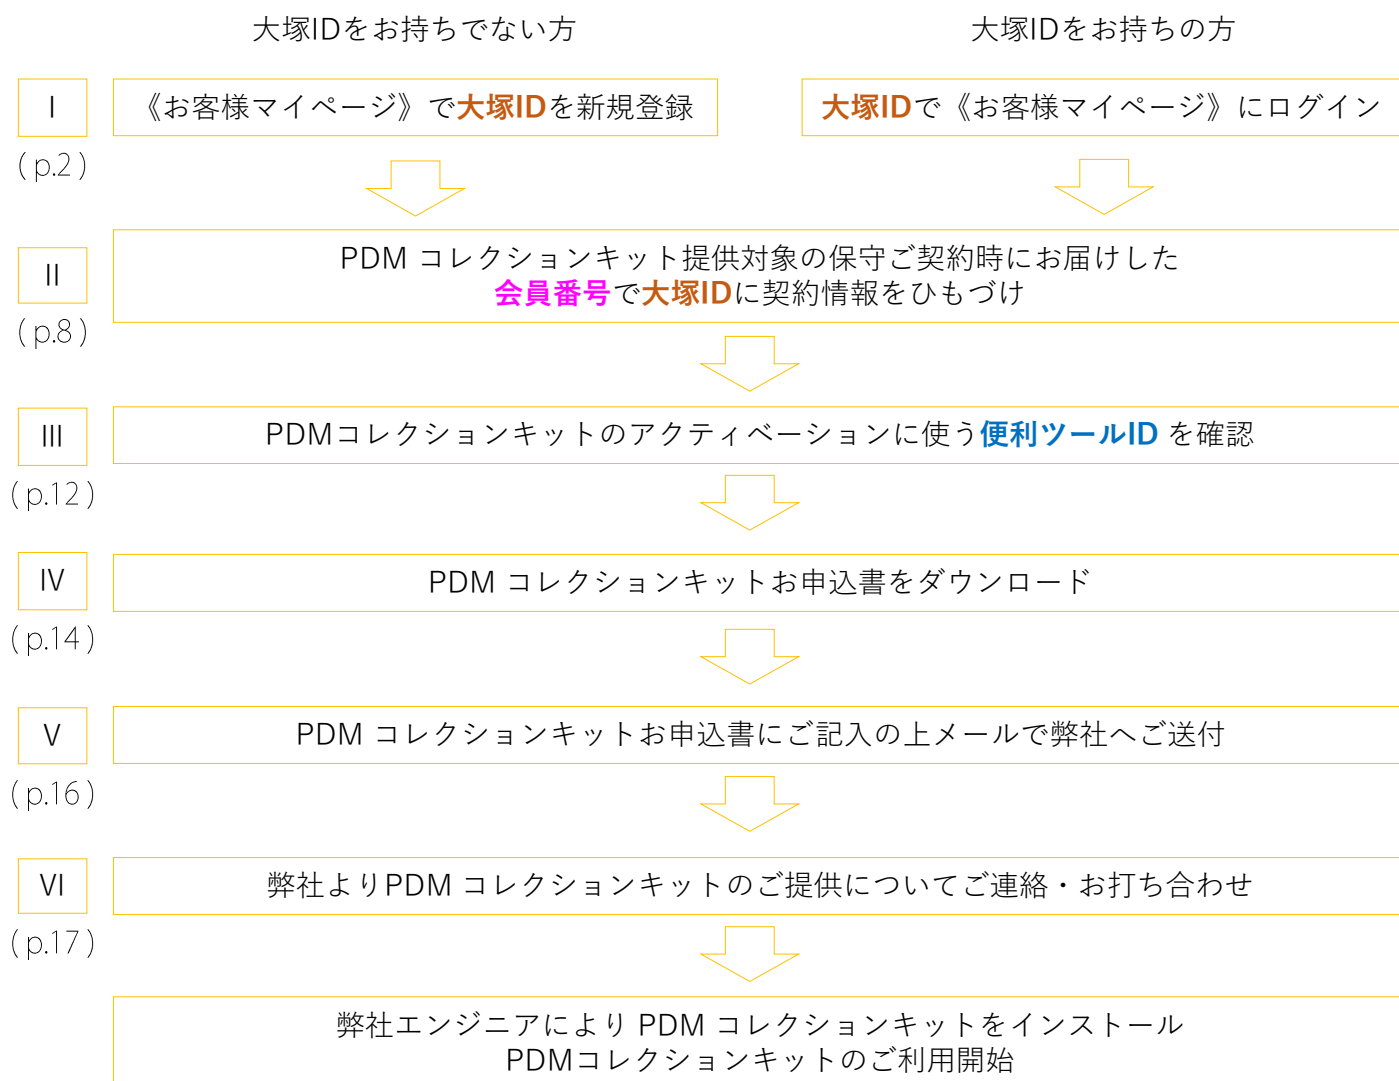 大塚IDをお持ちでない方
大塚IDをお持ちの方
I
《お客様マイページ》で大塚IDを新規登録
大塚IDで《お客様マイページ》にログイン
(p.2)
II
PDM コレクションキット提供対象の保守ご契約時にお届けした
会員番号で大塚IDに契約情報をひもづけ
(p.8)
III
PDMコレクションキットのアクティベーションに使う便利ツールID を確認
(p.12)
IV
PDM コレクションキットお申込書をダウンロード
(p.14)
V
PDM コレクションキットお申込書にご記入の上メールで弊社へご送付
(p.16)
VI
弊社よりPDM コレクションキットのご提供についてご連絡・お打ち合わせ
(p.17)
弊社エンジニアにより PDM コレクションキットをインストール
PDMコレクションキットのご利用開始